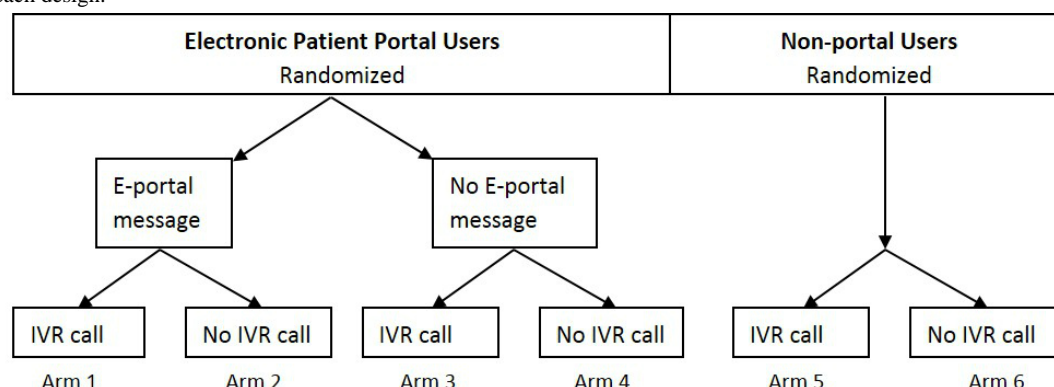 each design.
Electronic Patient Portal Users
Randomized
Non-portal Users
Randomized
E-portal
message
No E-portal
message
IVR call
No IVR call
IVR call
No IVR call
IVR call
No IVR call
Arm 1
Arm 2
Arm 3
Arm 4
Arm 5
Arm 6